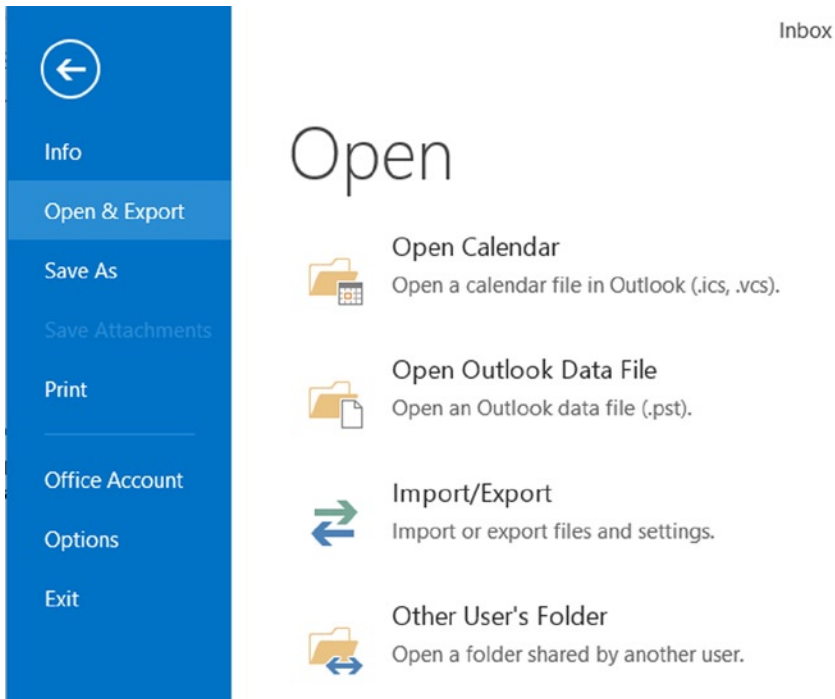 Inbox
Info
Open & Export
Save As
Save Attachments
Print
Office Account
Options
Exit
Open
Open Calendar
Open a calendar file in Outlook (.ics, .vcs).
Open Outlook Data File
Open an Outlook data file (.pst).
Import/Export
Import or export files and settings.
Other User's Folder
Open a folder shared by another user.